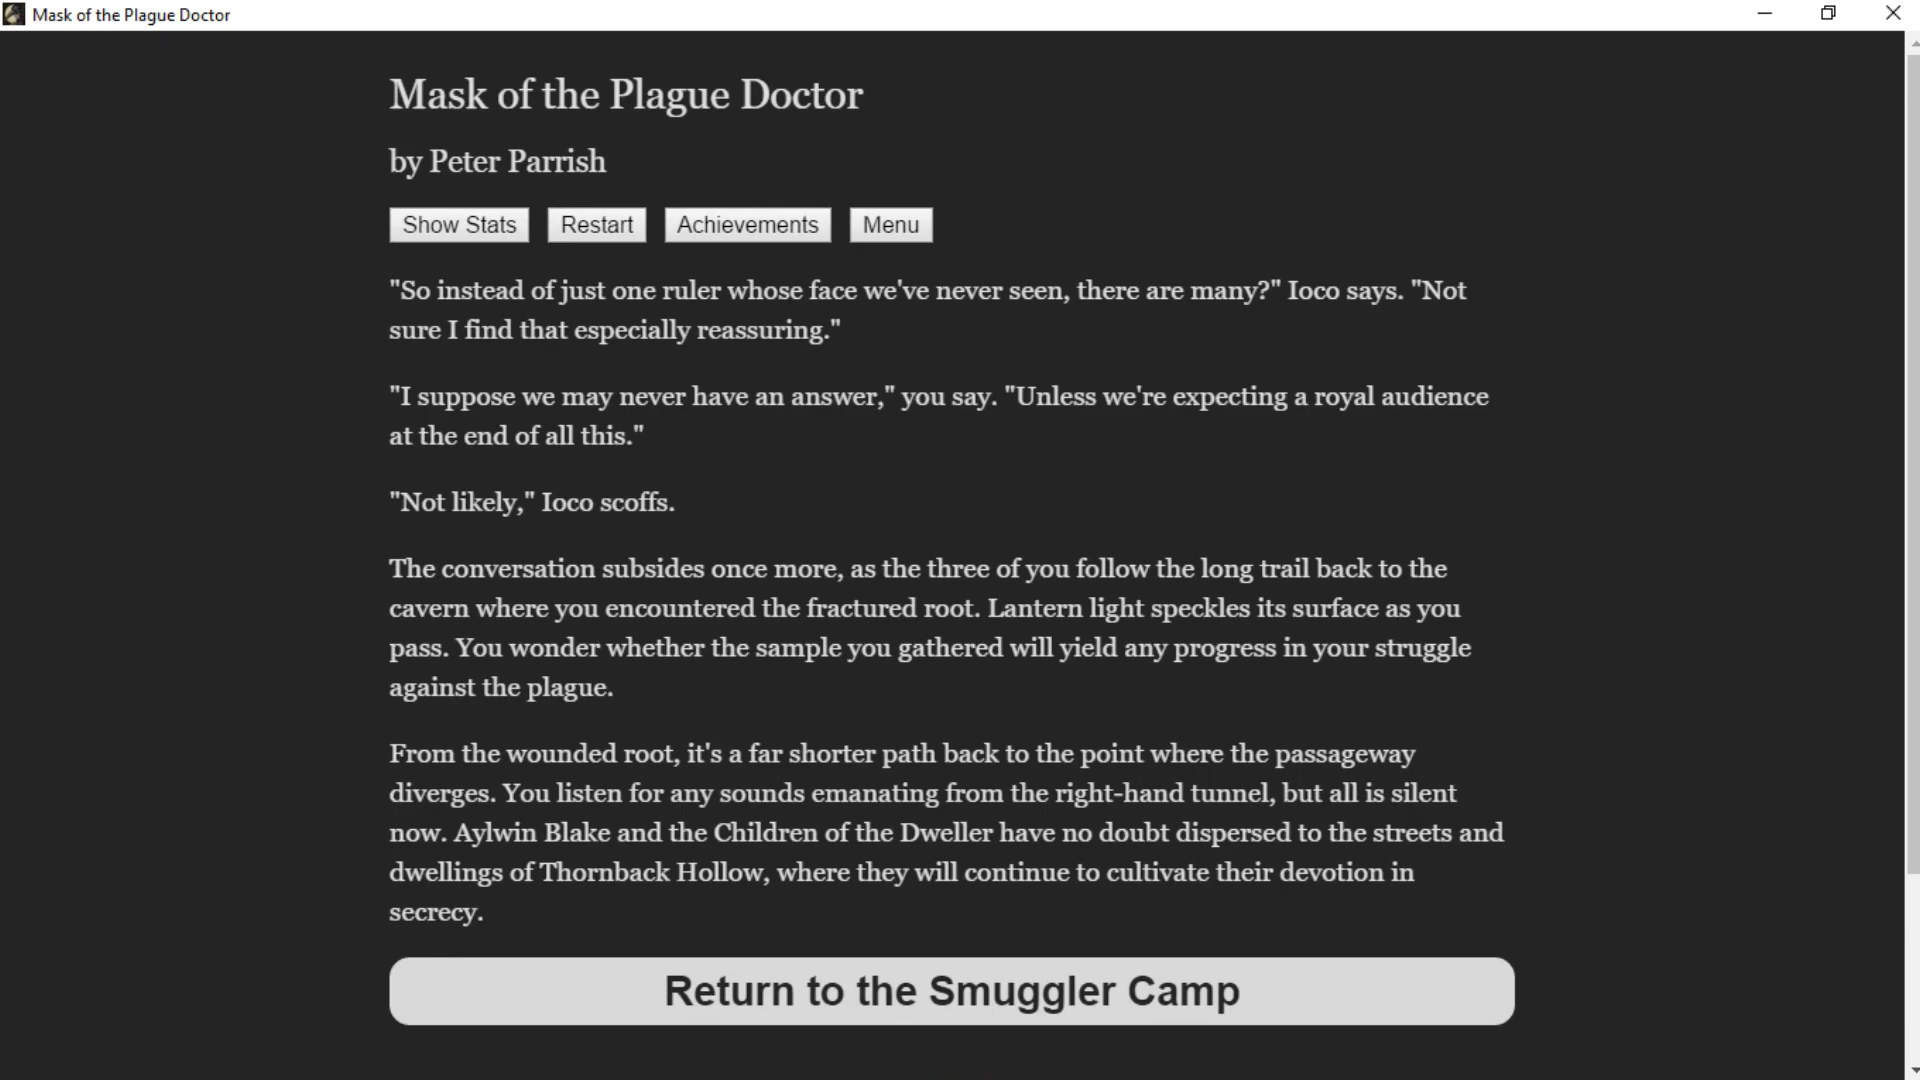 Mask of the Plague Doctor
Mask of the Plague Doctor
by Peter Parrish
Show Stats Restart Achievements Menu
"So instead of just one ruler whose face we've never seen, there are many?" Ioco says. "Not
sure I find that especially reassuring."
"I suppose we may never have an answer," you say. "Unless we're expecting a royal audience
at the end of all this."
"Not likely," Ioco scoffs.
The conversation subsides once more, as the three of you follow the long trail back to the
cavern where you encountered the fractured root. Lantern light speckles its surface as you
pass. You wonder whether the sample you gathered will yield any progress in your struggle
against the plague.
From the wounded root, it's a far shorter path back to the point where the passageway
diverges. You listen for any sounds emanating from the right-hand tunnel, but all is silent
now. Aylwin Blake and the Children of the Dweller have no doubt dispersed to the streets and
dwellings of Thornback Hollow, where they will continue to cultivate their devotion in
secrecy.
Return to the Smuggler Camp